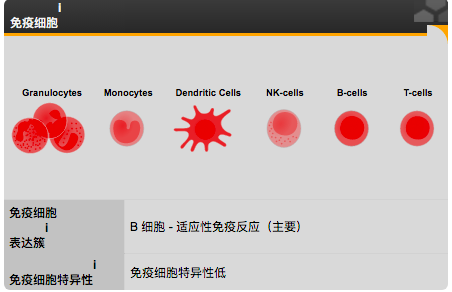 i
免疫细胞
Granulocytes Monocytes Dendritic Cells NK-cells B-cells T-cells
免疫细胞
i
表达簇
B 细胞 - 适应性免疫反应（主要）
i
免疫细胞特异性
免疫细胞特异性低